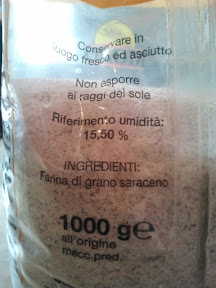 Conservare in
luogo fresco ed asciutto
Non esporre
ai raggi del sole
Riferimento umidità:
15,50 %
INGREDIENTI:
Farina di grano saraceno
1000 g℮
all'origine
macc.pred.